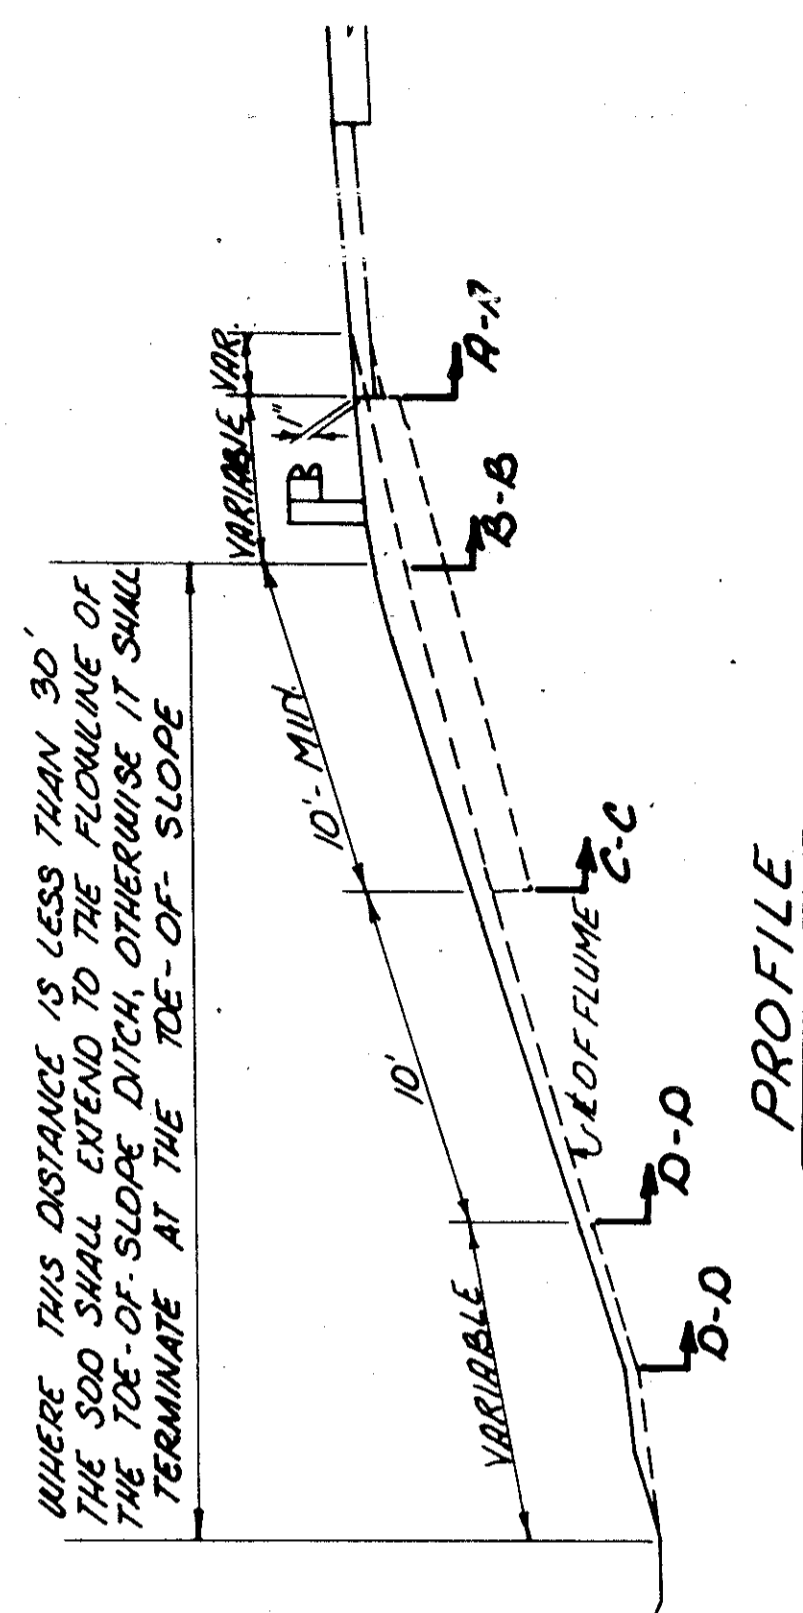 WHERE THIS DISTANCE IS LESS THAN 30'
THE SOD SHALL EXTEND TO THE FLOWLINE OF
THE TOE-OF-SLOPE DITCH, OTHERWISE IT SHALL
TERMINATE AT THE TOE-OF-SLOPE
VARIABLE
10'
10'-MIN.
VARIABLE
VAR.
1"
B
A-A
B-B
C-C
D-D
D-D
℄ OF FLUME
PROFILE